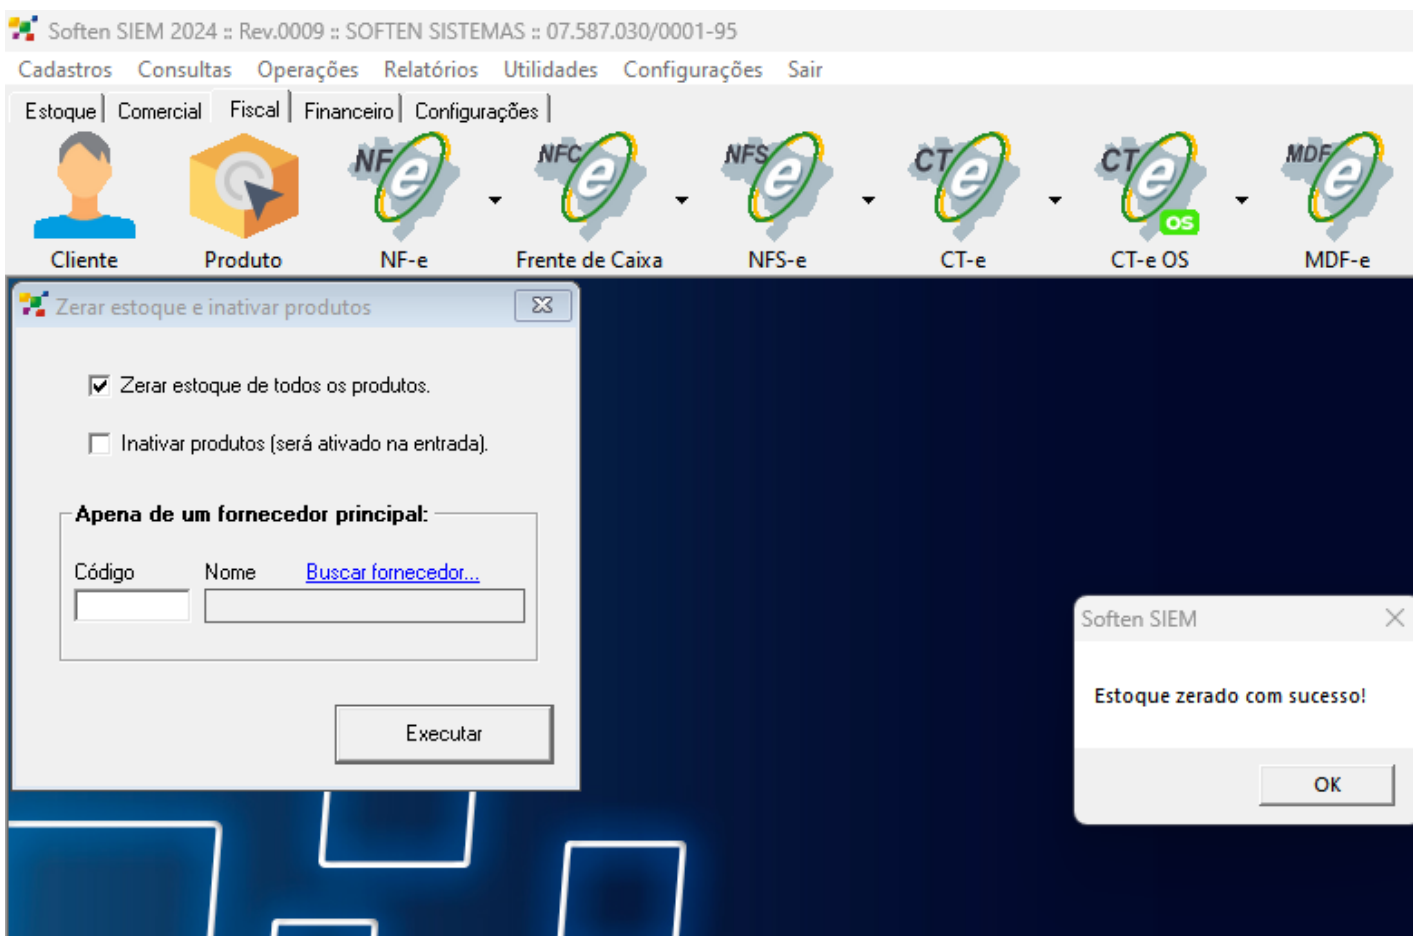 Soften SIEM 2024 :: Rev.0009 :: SOFTEN SISTEMAS :: 07.587.030/0001-95
Cadastros Consultas Operações Relatórios Utilidades Configurações Sair
Estoque Comercial Fiscal Financeiro Configurações
NF e NFC e NFS e CT e CT e os MDF e
Cliente Produto NF-e Frente de Caixa NFS-e CT-e CT-e OS MDF-e
Zerar estoque e inativar produtos
Zerar estoque de todos os produtos.
Inativar produtos (será ativado na entrada).
Apena de um fornecedor principal:
Código Nome Buscar fornecedor...
Executar
Soften SIEM
Estoque zerado com sucesso!
OK